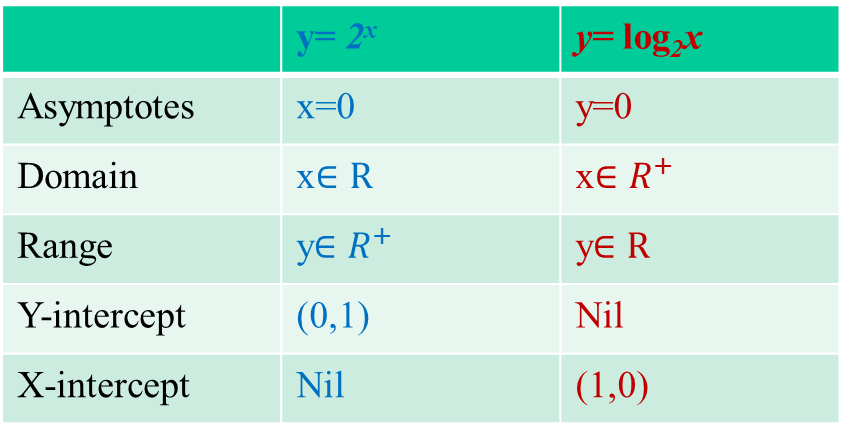 y= 2ˣ y= log₂x
Asymptotes x=0 y=0
Domain x∈ R x∈ R⁺
Range y∈ R⁺ y∈ R
Y-intercept (0,1) Nil
X-intercept Nil (1,0)